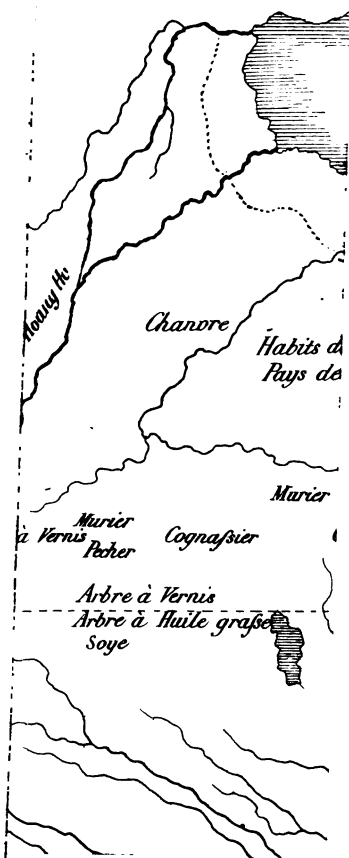 Hoang Ho
Chanvre
Habits d
Pays de
Murier
à Vernis
Murier
Pecher
Cognaſsier
Arbre à Vernis
Arbre à Huile graſse
Soye